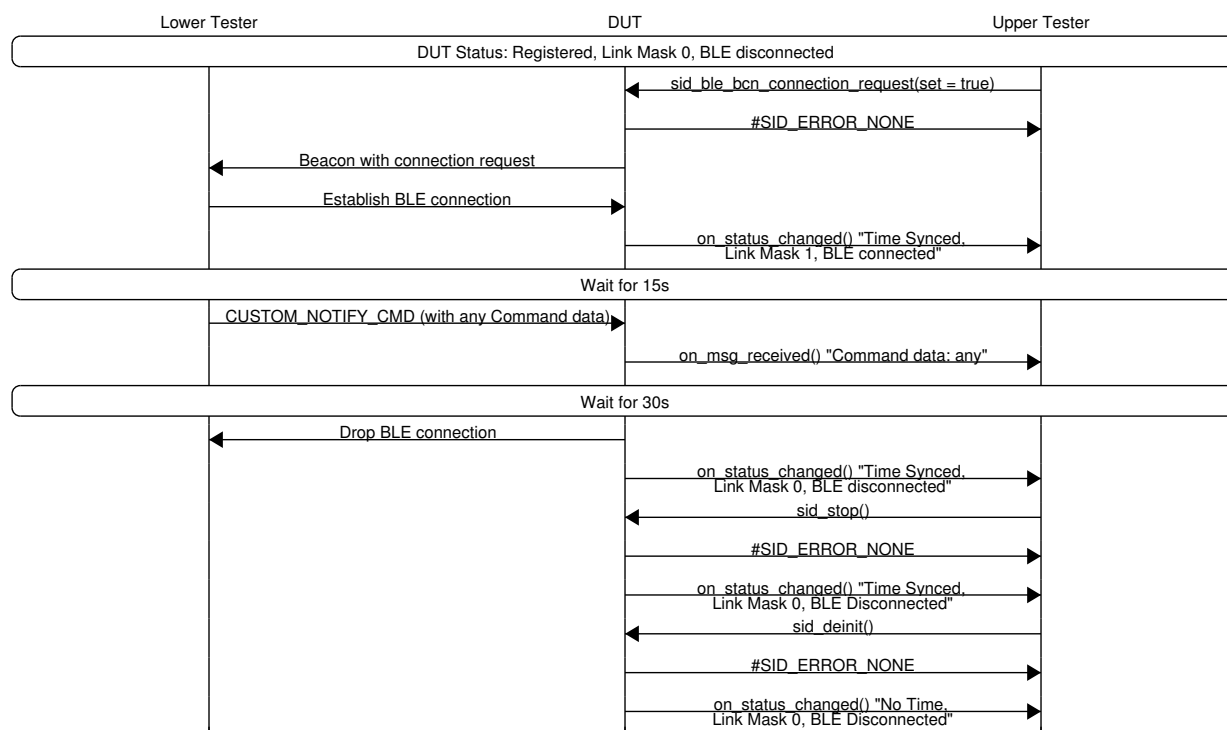 Lower Tester
DUT
Upper Tester
DUT Status: Registered, Link Mask 0, BLE disconnected
sid_ble_bcn_connection_request(set = true)
#SID_ERROR_NONE
Beacon with connection request
Establish BLE connection
on_status_changed() "Time Synced,
Link Mask 1, BLE connected"
Wait for 15s
CUSTOM_NOTIFY_CMD (with any Command data)
on_msg_received() "Command data: any"
Wait for 30s
Drop BLE connection
on_status_changed() "Time Synced,
Link Mask 0, BLE disconnected"
sid_stop()
#SID_ERROR_NONE
on_status_changed() "Time Synced,
Link Mask 0, BLE Disconnected"
sid_deinit()
#SID_ERROR_NONE
on_status_changed() "No Time,
Link Mask 0, BLE Disconnected"